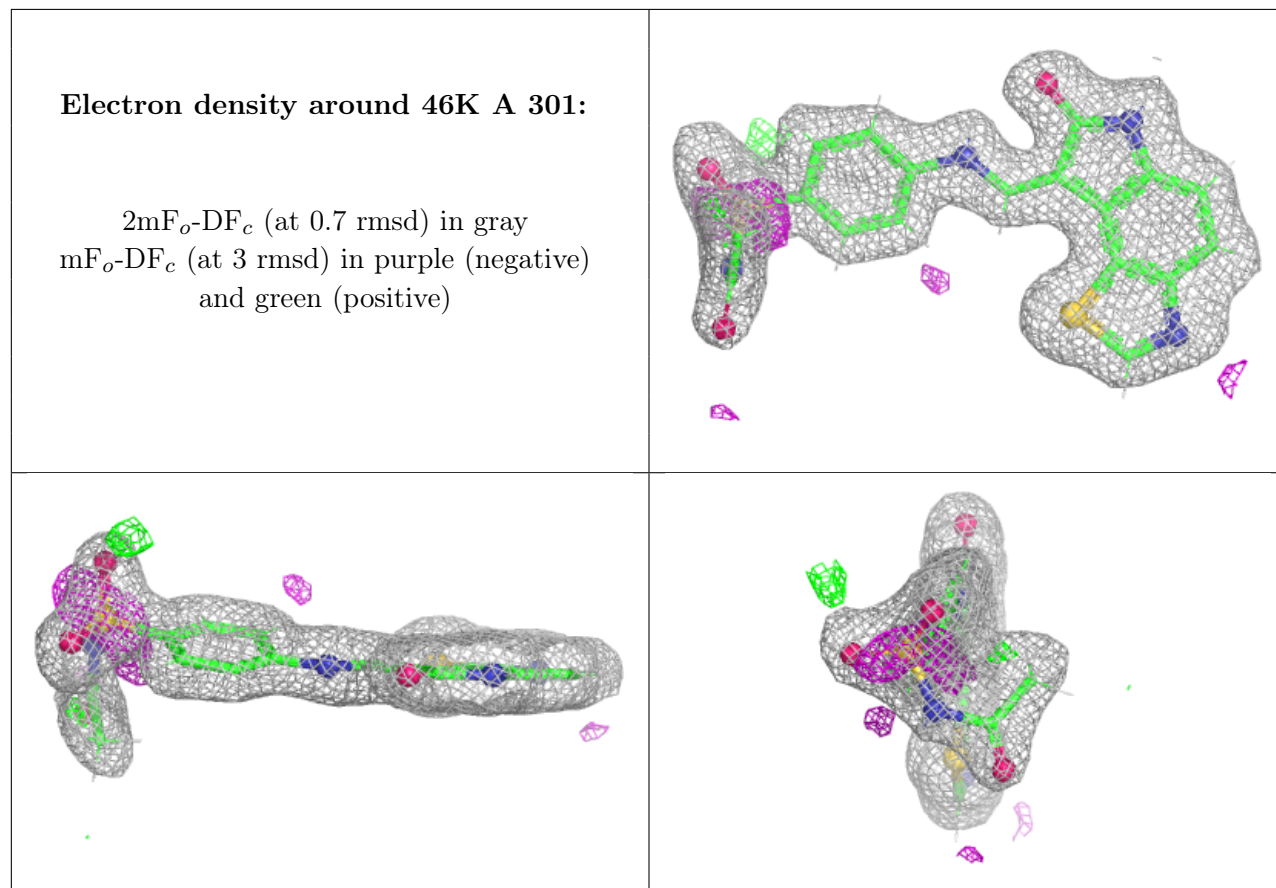 Electron density around 46K A 301:
2mFo-DFc (at 0.7 rmsd) in gray
mFo-DFc (at 3 rmsd) in purple (negative)
and green (positive)